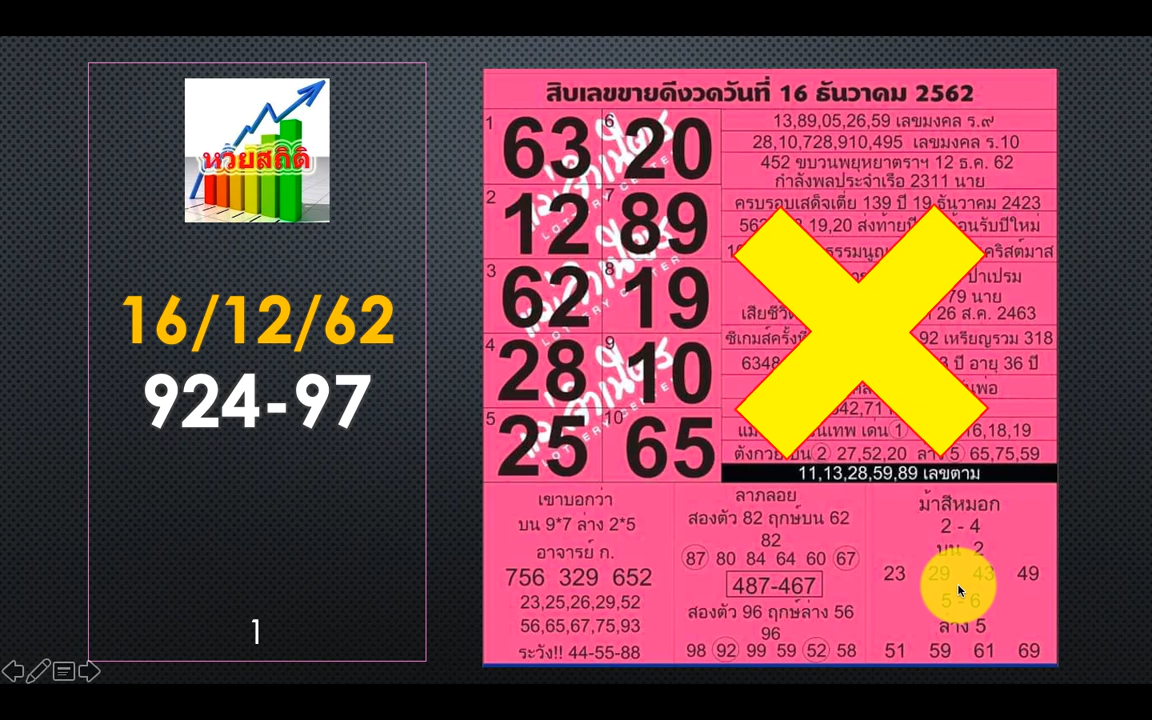 หวยสถิติ
16/12/62
924-97
1
สิบเลขขายดีงวดวันที่ 16 ธันวาคม 2562
1 63 6 20
2 12 7 89
3 62 8 19
4 28 9 10
5 25 10 65
แม่น้ำหนึ่ง
LOTTERY CENTER
13,89,05,26,59 เลขมงคล ร.๙
28,10,728,910,495 เลขมงคล ร.10
452 ขบวนพยุหยาตราฯ 12 ธ.ค. 62
กำลังพลประจำเรือ 2311 นาย
ครบรอบเสด็จเตี่ย 139 ปี 19 ธันวาคม 2423
19,20 ส่งท้ายปี
คริสต์มาส
ปาเปรม
79 นาย
26 ส.ค. 2463
ซีเกมส์ครั้งที่ 92 เหรียญรวม 318
6348 ปี อายุ 36 ปี
เด่น 1 16,18,19
2 27,52,20 ล่าง 5 65,75,59
11,13,28,59,89 เลขตาม
เขาบอกว่า
บน 9*7 ล่าง 2*5
อาจารย์ ก.
756 329 652
23,25,26,29,52
56,65,67,75,93
ระวัง!! 44-55-88
ลาภลอย
สองตัว 82 ฤกษ์บน 62
82
87 80 84 64 60 67
487-467
สองตัว 96 ฤกษ์ล่าง 56
96
98 92 99 59 52 58
ม้าสีหมอก
2 - 4
บน 2
23 29 43 49
5 - 6
ล่าง 5
51 59 61 69